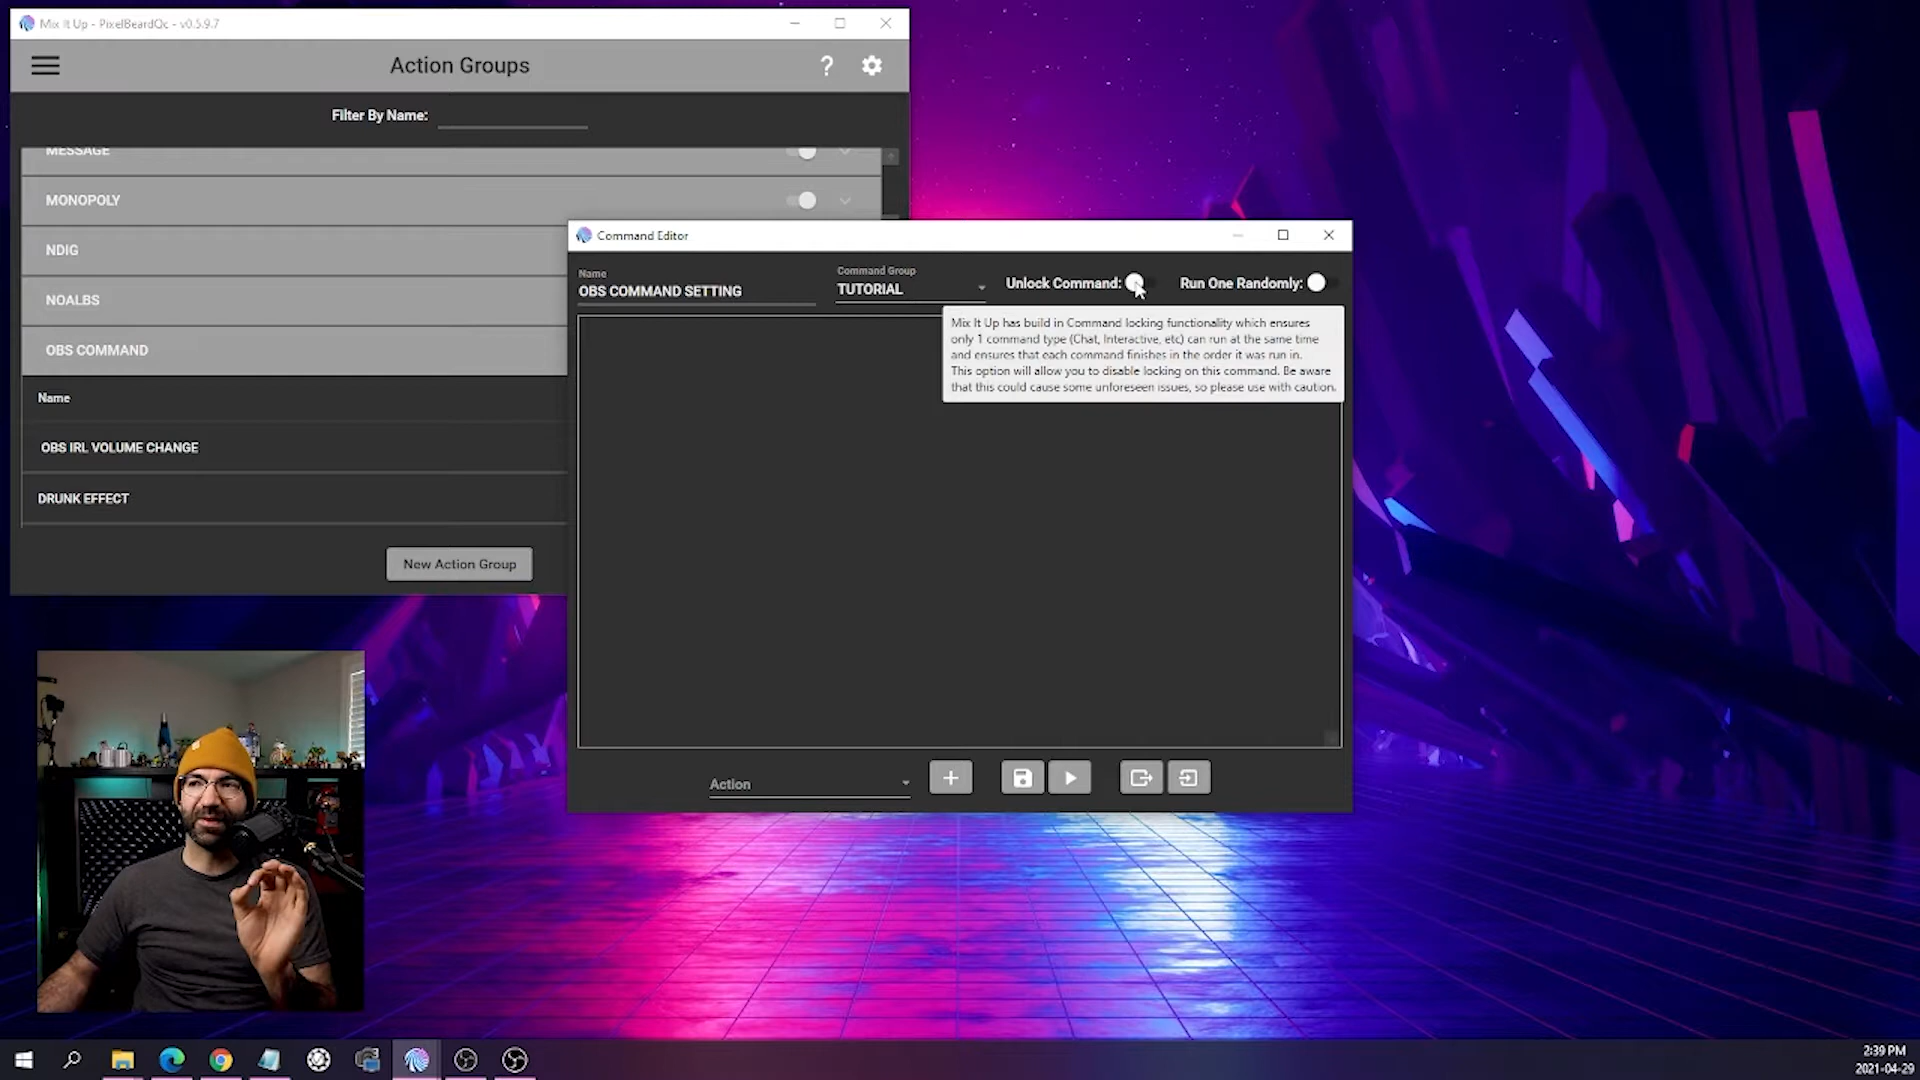 Mix It Up - PixelBeardQc - v0.5.9.7
Action Groups
?
Filter By Name:
MESSAGE
MONOPOLY
NDIG
NOALBS
OBS COMMAND
Name
OBS IRL VOLUME CHANGE
DRUNK EFFECT
New Action Group
Command Editor
Name
OBS COMMAND SETTING
Command Group
TUTORIAL
Unlock Command:
Run One Randomly:
Mix It Up has build in Command locking functionality which ensures
only 1 command type (Chat, Interactive, etc) can run at the same time
and ensures that each command finishes in the order it was run in.
This option will allow you to disable locking on this command. Be aware
that this could cause some unforeseen issues, so please use with caution.
Action
2:39 PM
2021-04-29